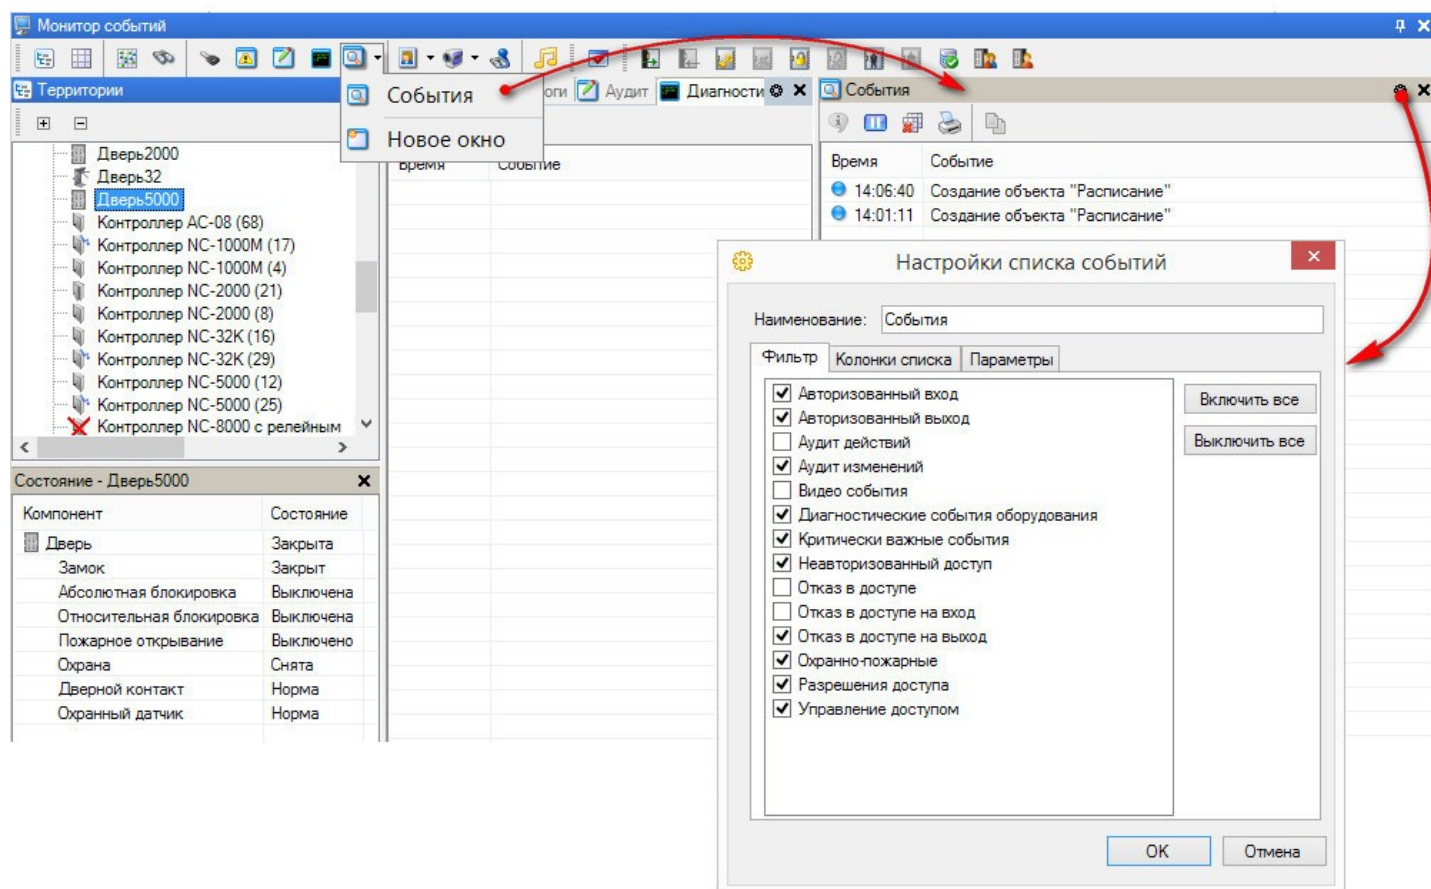 Монитор событий
Территории
События
Новое окно
оги Аудит Диагности
События
Время Событие
Время Событие
14:06:40 Создание объекта "Расписание"
14:01:11 Создание объекта "Расписание"
Дверь2000
Дверь32
Дверь5000
Контроллер AC-08 (68)
Контроллер NC-1000M (17)
Контроллер NC-1000M (4)
Контроллер NC-2000 (21)
Контроллер NC-2000 (8)
Контроллер NC-32K (16)
Контроллер NC-32K (29)
Контроллер NC-5000 (12)
Контроллер NC-5000 (25)
Контроллер NC-8000 с релейным
Состояние - Дверь5000
Компонент Состояние
Дверь Закрыта
Замок Закрыт
Абсолютная блокировка Выключена
Относительная блокировка Выключена
Пожарное открывание Выключено
Охрана Снята
Дверной контакт Норма
Охранный датчик Норма
Настройки списка событий
Наименование: События
Фильтр Колонки списка Параметры
Авторизованный вход
Авторизованный выход
Аудит действий
Аудит изменений
Видео события
Диагностические события оборудования
Критически важные события
Неавторизованный доступ
Отказ в доступе
Отказ в доступе на вход
Отказ в доступе на выход
Охранно-пожарные
Разрешения доступа
Управление доступом
Включить все
Выключить все
OK Отмена